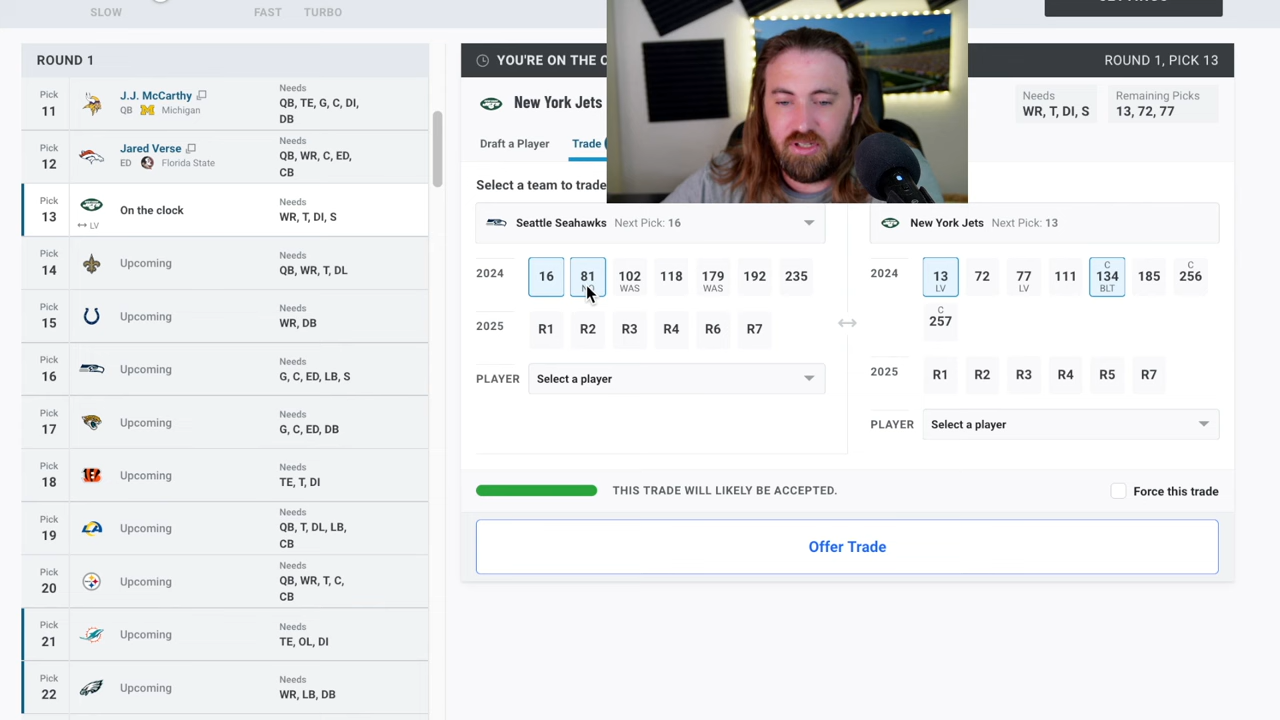 SLOW FAST TURBO
ROUND 1
Pick 11 J.J. McCarthy QB Michigan Needs QB, TE, G, C, DI, DB
Pick 12 Jared Verse ED Florida State Needs QB, WR, C, ED, CB
Pick 13 LV On the clock Needs WR, T, DI, S
Pick 14 Upcoming Needs QB, WR, T, DL
Pick 15 Upcoming Needs WR, DB
Pick 16 Upcoming Needs G, C, ED, LB, S
Pick 17 Upcoming Needs G, C, ED, DB
Pick 18 Upcoming Needs TE, T, DI
Pick 19 Upcoming Needs QB, T, DL, LB, CB
Pick 20 Upcoming Needs QB, WR, T, C, CB
Pick 21 Upcoming Needs TE, OL, DI
Pick 22 Upcoming Needs WR, LB, DB
YOU'RE ON THE ROUND 1, PICK 13
New York Jets
Needs WR, T, DI, S
Remaining Picks 13, 72, 77
Draft a Player Trade
Select a team to trade
Seattle Seahawks Next Pick: 16
2024 16 81 102 WAS 118 179 WAS 192 235
2025 R1 R2 R3 R4 R6 R7
PLAYER Select a player
New York Jets Next Pick: 13
2024 13 LV 72 77 LV 111 C 134 BLT 185 C 256
C 257
2025 R1 R2 R3 R4 R5 R7
PLAYER Select a player
THIS TRADE WILL LIKELY BE ACCEPTED.
Force this trade
Offer Trade